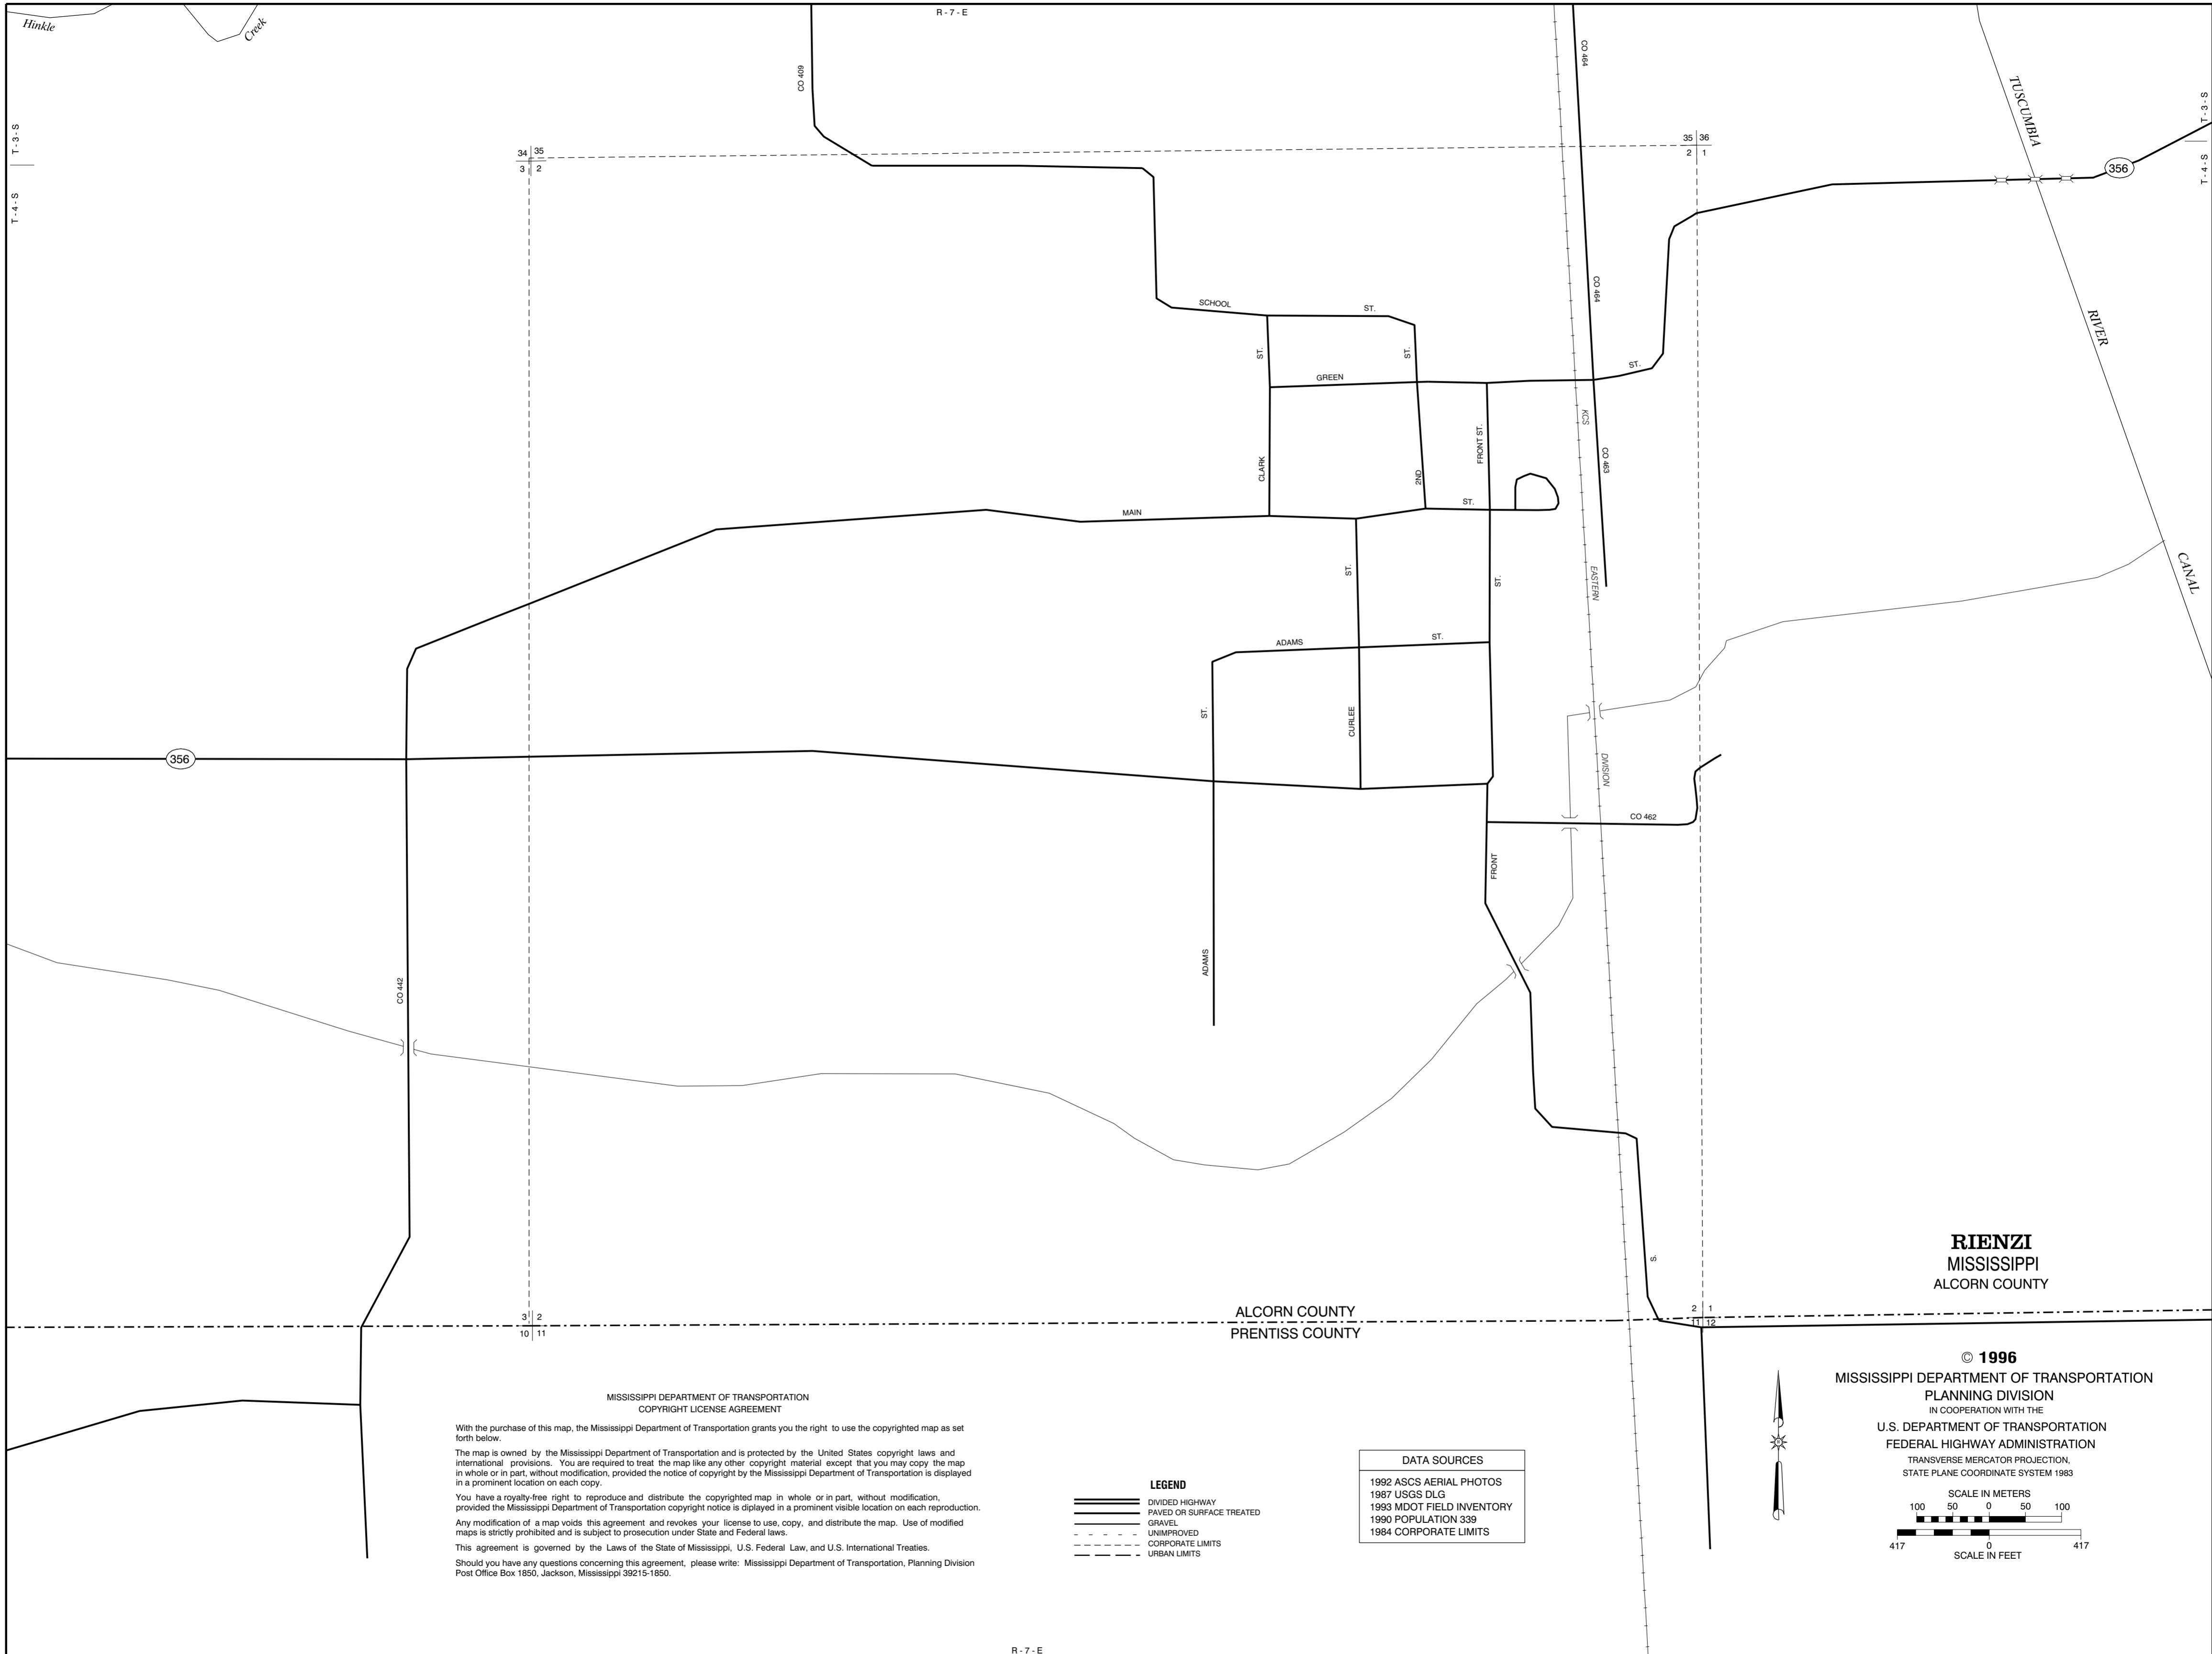 R - 7 - E
Hinkle
Creek
CO 409
CO 464
TUSCUMBIA
T - 3 - S
T - 3 - S
34 35
3 2
35 36
2 1
356
T - 4 - S
T - 4 - S
CO 464
SCHOOL
ST.
RIVER
ST.
ST.
GREEN
ST.
KCS
CLARK
2ND
FRONT ST.
CO 463
MAIN
ST.
ST.
ST.
EASTERN
CANAL
ADAMS
ST.
ST.
CURLEE
356
DIVISION
CO 462
FRONT
ADAMS
CO 442
S.
RIENZI
MISSISSIPPI
ALCORN COUNTY
3 2
10 11
ALCORN COUNTY
PRENTISS COUNTY
2 1
11 12
MISSISSIPPI DEPARTMENT OF TRANSPORTATION
COPYRIGHT LICENSE AGREEMENT
With the purchase of this map, the Mississippi Department of Transportation grants you the right to use the copyrighted map as set
forth below.
The map is owned by the Mississippi Department of Transportation and is protected by the United States copyright laws and
international provisions. You are required to treat the map like any other copyright material except that you may copy the map
in whole or in part, without modification, provided the notice of copyright by the Mississippi Department of Transportation is displayed
in a prominent location on each copy.
You have a royalty-free right to reproduce and distribute the copyrighted map in whole or in part, without modification,
provided the Mississippi Department of Transportation copyright notice is diplayed in a prominent visible location on each reproduction.
Any modification of a map voids this agreement and revokes your license to use, copy, and distribute the map. Use of modified
maps is strictly prohibited and is subject to prosecution under State and Federal laws.
This agreement is governed by the Laws of the State of Mississippi, U.S. Federal Law, and U.S. International Treaties.
Should you have any questions concerning this agreement, please write: Mississippi Department of Transportation, Planning Division
Post Office Box 1850, Jackson, Mississippi 39215-1850.
LEGEND
DIVIDED HIGHWAY
PAVED OR SURFACE TREATED
GRAVEL
UNIMPROVED
CORPORATE LIMITS
URBAN LIMITS
DATA SOURCES
1992 ASCS AERIAL PHOTOS
1987 USGS DLG
1993 MDOT FIELD INVENTORY
1990 POPULATION 339
1984 CORPORATE LIMITS
© 1996
MISSISSIPPI DEPARTMENT OF TRANSPORTATION
PLANNING DIVISION
IN COOPERATION WITH THE
U.S. DEPARTMENT OF TRANSPORTATION
FEDERAL HIGHWAY ADMINISTRATION
TRANSVERSE MERCATOR PROJECTION,
STATE PLANE COORDINATE SYSTEM 1983
SCALE IN METERS
100 50 0 50 100
417 0 417
SCALE IN FEET
R - 7 - E